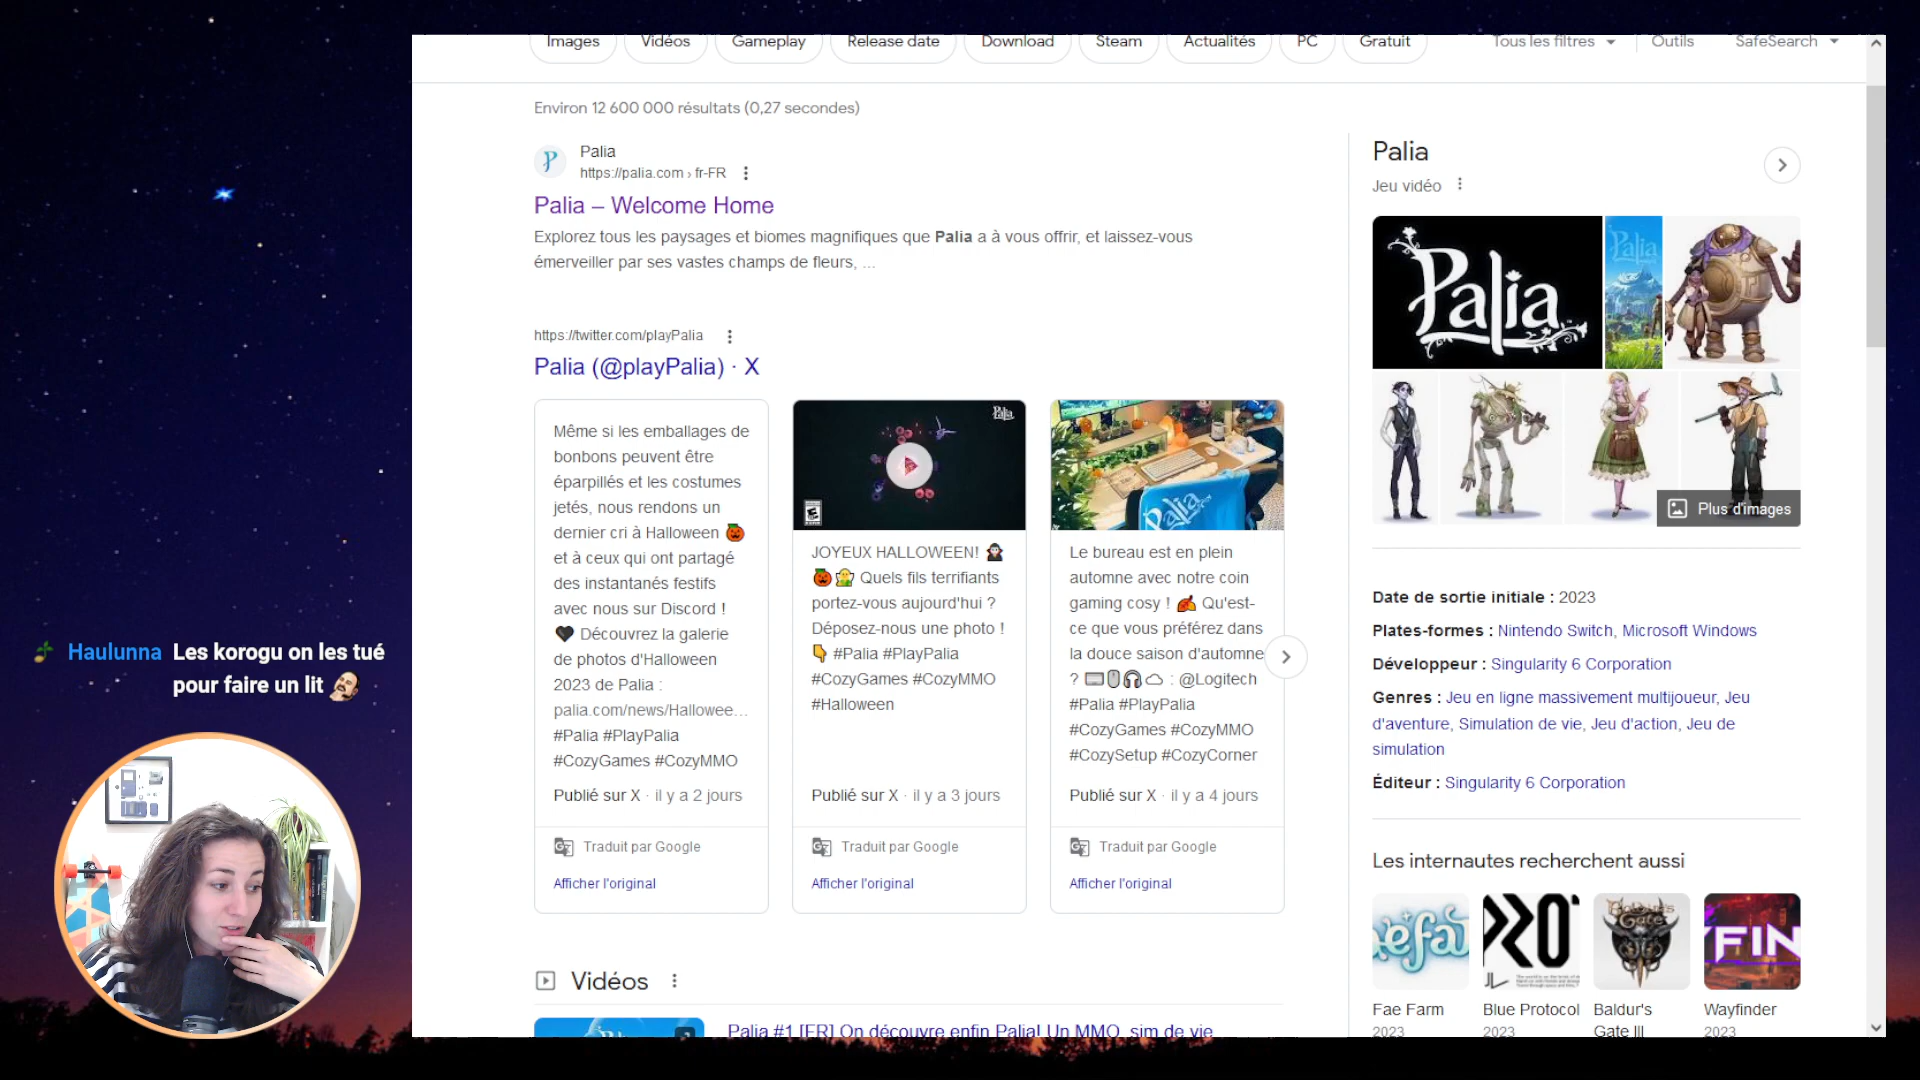 Images
Vidéos
Gameplay
Release date
Download
Steam
Actualités
PC
Gratuit
Tous les filtres
Outils
SafeSearch
Environ 12 600 000 résultats (0,27 secondes)
Palia
https://palia.com › fr-FR
Palia – Welcome Home
Explorez tous les paysages et biomes magnifiques que Palia a à vous offrir, et laissez-vous
émerveiller par ses vastes champs de fleurs, ...
https://twitter.com/playPalia
Palia (@playPalia) · X
Même si les emballages de
bonbons peuvent être
éparpillés et les costumes
jetés, nous rendons un
dernier cri à Halloween 🎃
et à ceux qui ont partagé
des instantanés festifs
avec nous sur Discord !
🖤 Découvrez la galerie
de photos d'Halloween
2023 de Palia :
palia.com/news/Hallowee...
#Palia #PlayPalia
#CozyGames #CozyMMO
Publié sur X · il y a 2 jours
Traduit par Google
Afficher l'original
Palia
E
JOYEUX HALLOWEEN! 🧛
🎃🧟 Quels fils terrifiants
portez-vous aujourd'hui ?
Déposez-nous une photo !
👇 #Palia #PlayPalia
#CozyGames #CozyMMO
#Halloween
Publié sur X · il y a 3 jours
Traduit par Google
Afficher l'original
Palia
Le bureau est en plein
automne avec notre coin
gaming cosy ! 🍂 Qu'est-
ce que vous préférez dans
la douce saison d'automne
? ⌨️🖱️🎧☁️ : @Logitech
#Palia #PlayPalia
#CozyGames #CozyMMO
#CozySetup #CozyCorner
Publié sur X · il y a 4 jours
Traduit par Google
Afficher l'original
Vidéos
Palia #1 [FR] On découvre enfin Palia! Un MMO, sim de vie
Palia
Jeu vidéo
Palia
Palia
Plus d'images
Date de sortie initiale : 2023
Plates-formes : Nintendo Switch, Microsoft Windows
Développeur : Singularity 6 Corporation
Genres : Jeu en ligne massivement multijoueur, Jeu
d'aventure, Simulation de vie, Jeu d'action, Jeu de
simulation
Éditeur : Singularity 6 Corporation
Les internautes recherchent aussi
Fae Farm
2023
Blue Protocol
2023
Baldur's
Gate III
Wayfinder
2023
Haulunna Les korogu on les tué
pour faire un lit